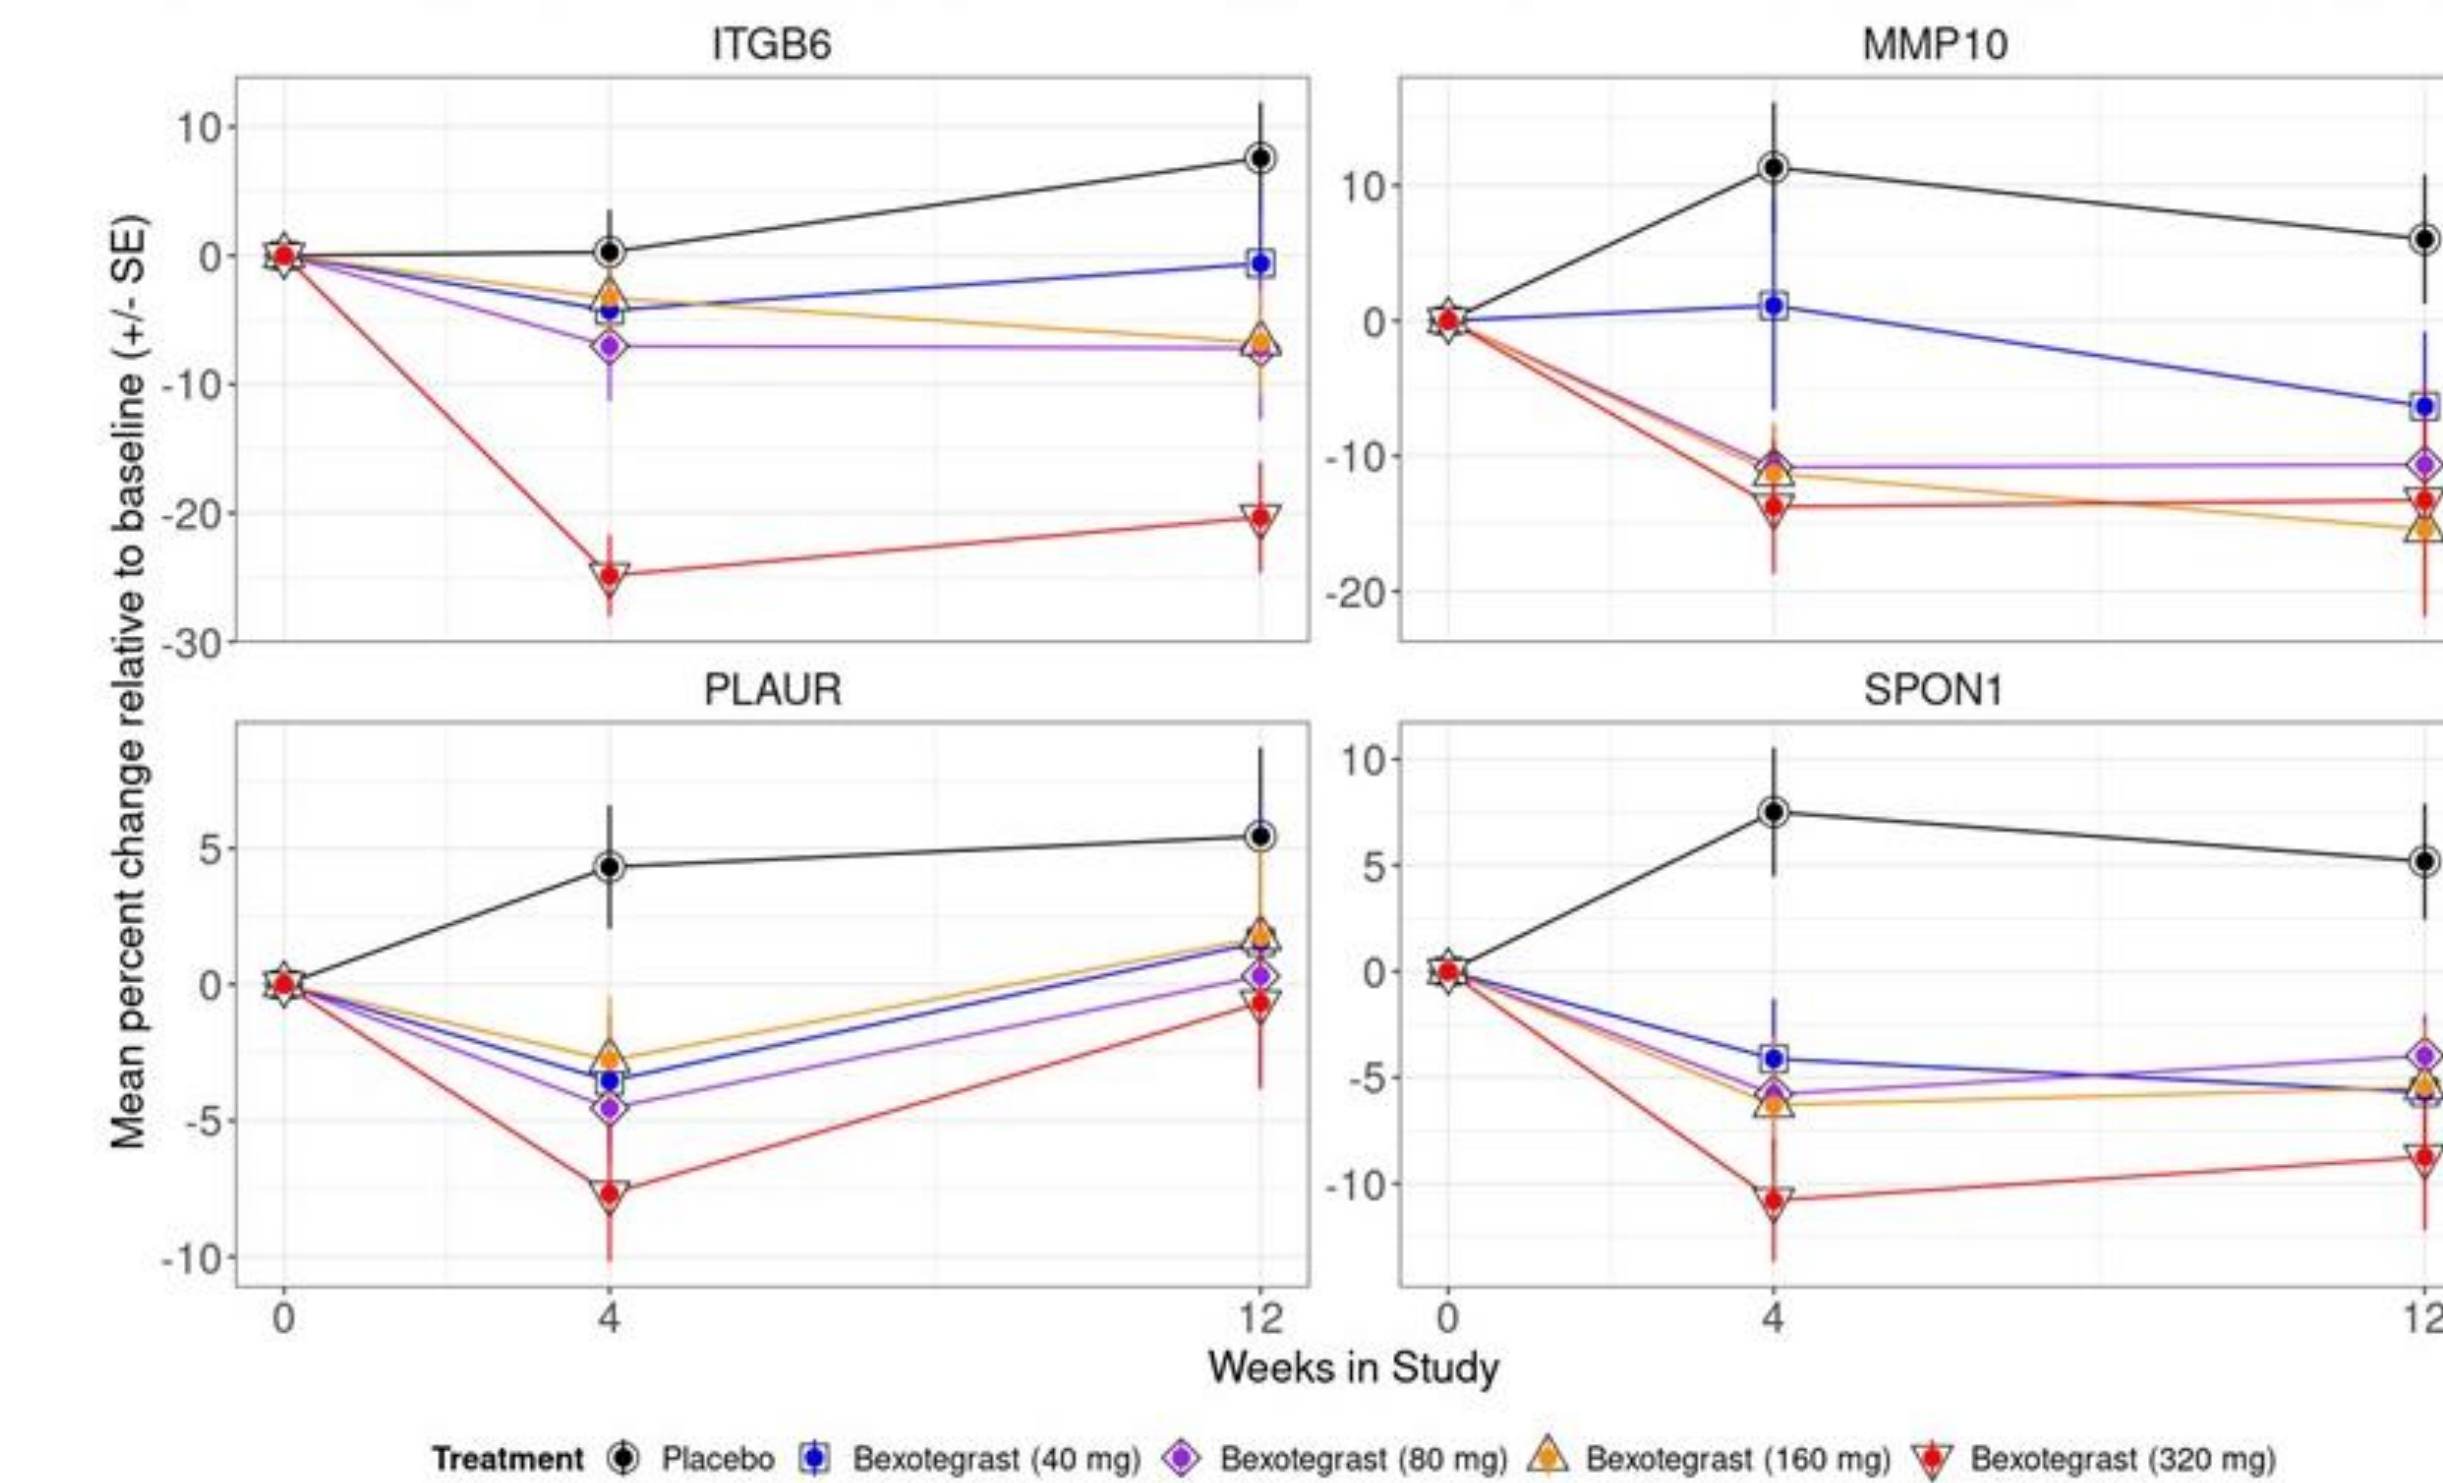 ITGB6
MMP10
10
0
-10
-20
-30
10
0
-10
-20
Mean percent change relative to baseline (+/- SE)
PLAUR
SPON1
5
0
-5
-10
10
5
0
-5
-10
0 4 12
0 4 12
Weeks in Study
Treatment Placebo Bexotegrast (40 mg) Bexotegrast (80 mg) Bexotegrast (160 mg) Bexotegrast (320 mg)